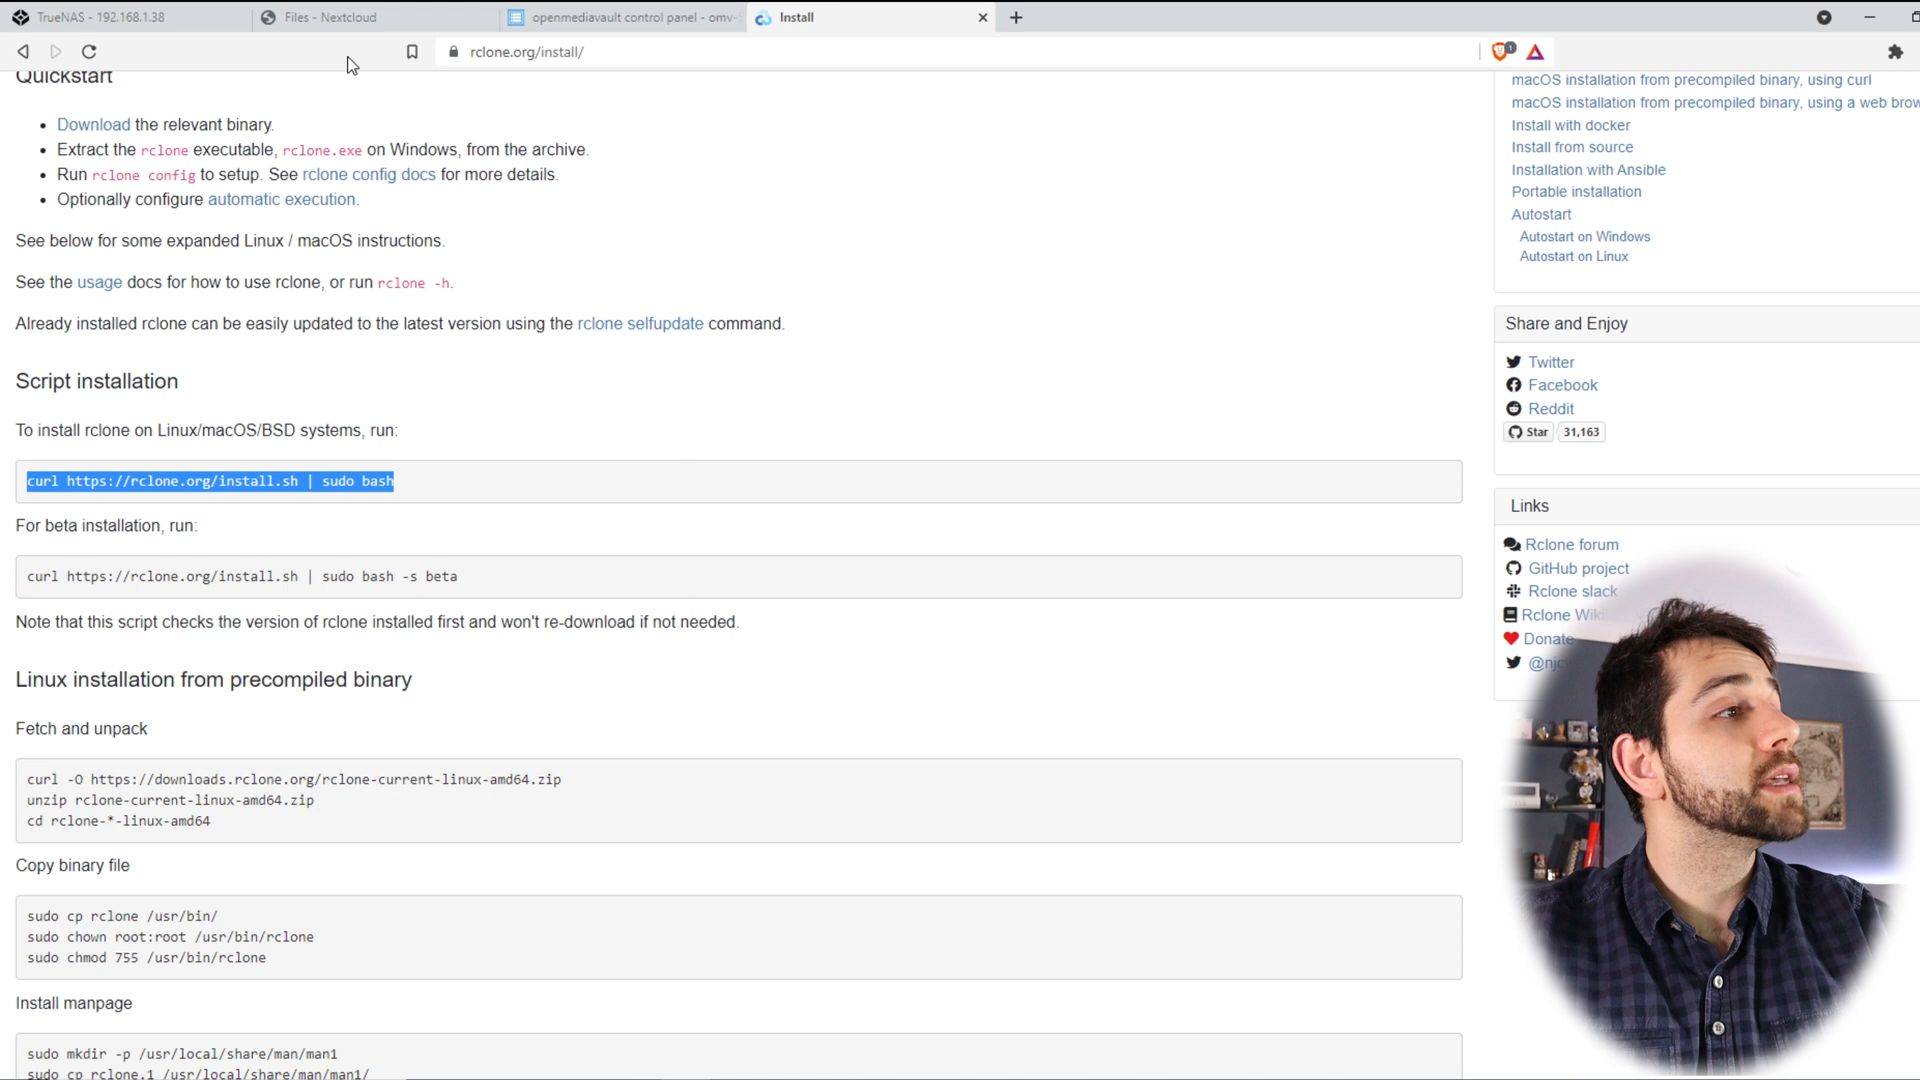 TrueNAS - 192.168.1.38
Files - Nextcloud
openmediavault control panel - omv-
Install
rclone.org/install/
1
Quickstart
Download the relevant binary.
Extract the rclone executable, rclone.exe on Windows, from the archive.
Run rclone config to setup. See rclone config docs for more details.
Optionally configure automatic execution.
See below for some expanded Linux / macOS instructions.
See the usage docs for how to use rclone, or run rclone -h.
Already installed rclone can be easily updated to the latest version using the rclone selfupdate command.
Script installation
To install rclone on Linux/macOS/BSD systems, run:
curl https://rclone.org/install.sh | sudo bash
For beta installation, run:
curl https://rclone.org/install.sh | sudo bash -s beta
Note that this script checks the version of rclone installed first and won't re-download if not needed.
Linux installation from precompiled binary
Fetch and unpack
curl -O https://downloads.rclone.org/rclone-current-linux-amd64.zip
unzip rclone-current-linux-amd64.zip
cd rclone-*-linux-amd64
Copy binary file
sudo cp rclone /usr/bin/
sudo chown root:root /usr/bin/rclone
sudo chmod 755 /usr/bin/rclone
Install manpage
sudo mkdir -p /usr/local/share/man/man1
sudo cp rclone.1 /usr/local/share/man/man1/
macOS installation from precompiled binary, using curl
macOS installation from precompiled binary, using a web brow
Install with docker
Install from source
Installation with Ansible
Portable installation
Autostart
Autostart on Windows
Autostart on Linux
Share and Enjoy
Twitter
Facebook
Reddit
Star 31,163
Links
Rclone forum
GitHub project
Rclone slack
Rclone Wiki
Donate
@njc